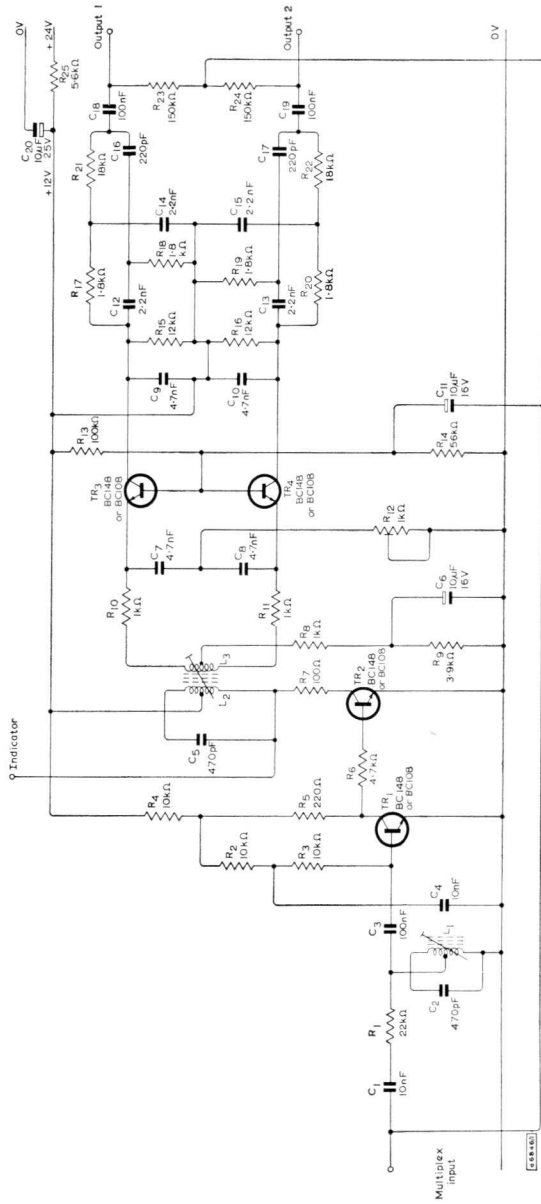 Multiplex
input
C1
10nF
R1
22kΩ
C2
470pF
L1
C3
100nF
C4
10nF
R2
10kΩ
R3
10kΩ
R4
10kΩ
R5
220Ω
TR1
BC148
or BC108
R6
4·7kΩ
TR2
BC148
or BC108
Indicator
C5
470pF
L2
L3
R7
100Ω
R8
1kΩ
R9
3·9kΩ
C6
10μF
16V
R10
1kΩ
R11
1kΩ
C7
4·7nF
C8
4·7nF
R12
1kΩ
TR3
BC148
or BC108
TR4
BC148
or BC108
R13
100kΩ
R14
56kΩ
C11
10μF
16V
C9
4·7nF
C10
4·7nF
R15
12kΩ
R16
12kΩ
C12
2·2nF
C13
2·2nF
R17
1·8kΩ
R18
1·8
kΩ
R19
1·8kΩ
R20
1·8kΩ
C14
2·2nF
C15
2·2nF
R21
18kΩ
C16
220pF
C17
220pF
R22
18kΩ
C18
100nF
C19
100nF
R23
150kΩ
R24
150kΩ
Output 1
Output 2
+12V
C20
10μF
25V
R25
5·6kΩ
0V
+24V
0V